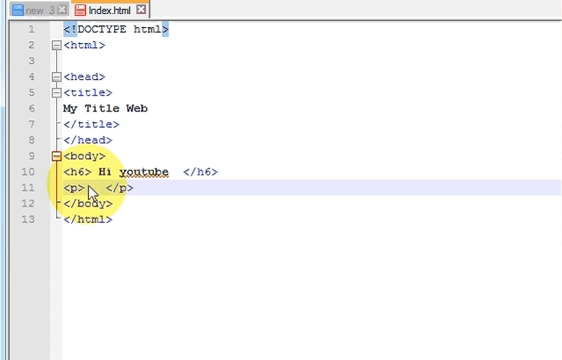 new 3 Index.html
1 <!DOCTYPE html>
2 <html>
3
4 <head>
5 <title>
6 My Title Web
7 </title>
8 </head>
9 <body>
10 <h6> Hi youtube </h6>
11 <p> </p>
12 </body>
13 </html>